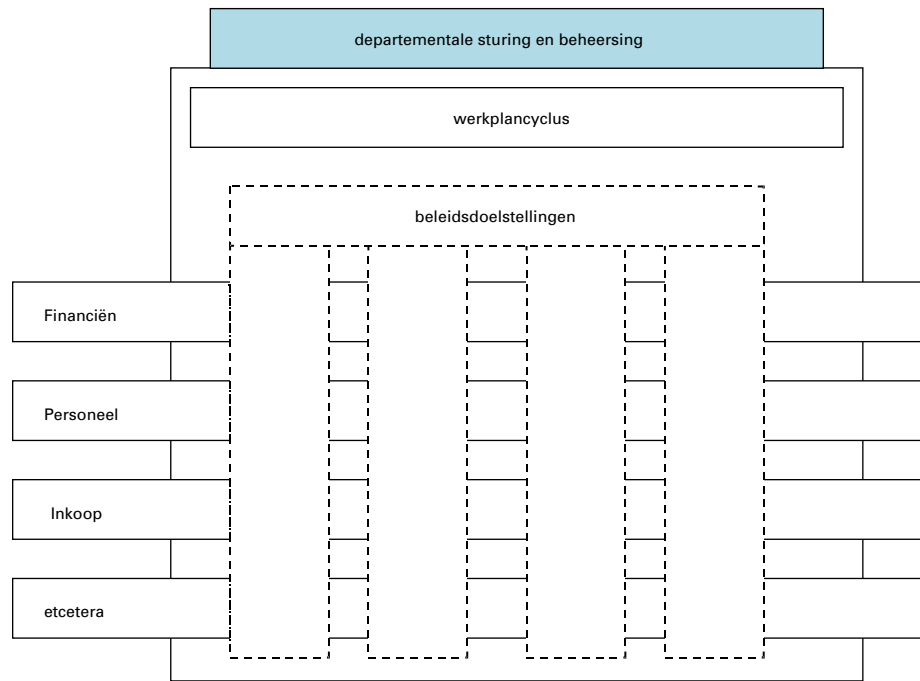 departementale sturing en beheersing
werkplancyclus
beleidsdoelstellingen
Financiën
Personeel
Inkoop
etcetera